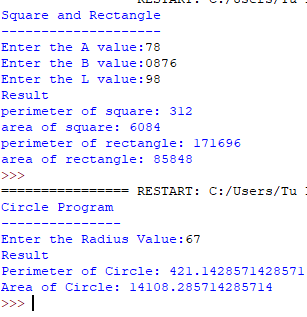 RESTART: C:/Users/Tu
Square and Rectangle
--------------------
Enter the A value:78
Enter the B value:0876
Enter the L value:98
Result
perimeter of square: 312
area of square: 6084
perimeter of rectangle: 171696
area of rectangle: 85848
>>>
================ RESTART: C:/Users/Tu
Circle Program
---------------
Enter the Radius Value:67
Result
Perimeter of Circle: 421.1428571428571
Area of Circle: 14108.285714285714
>>>